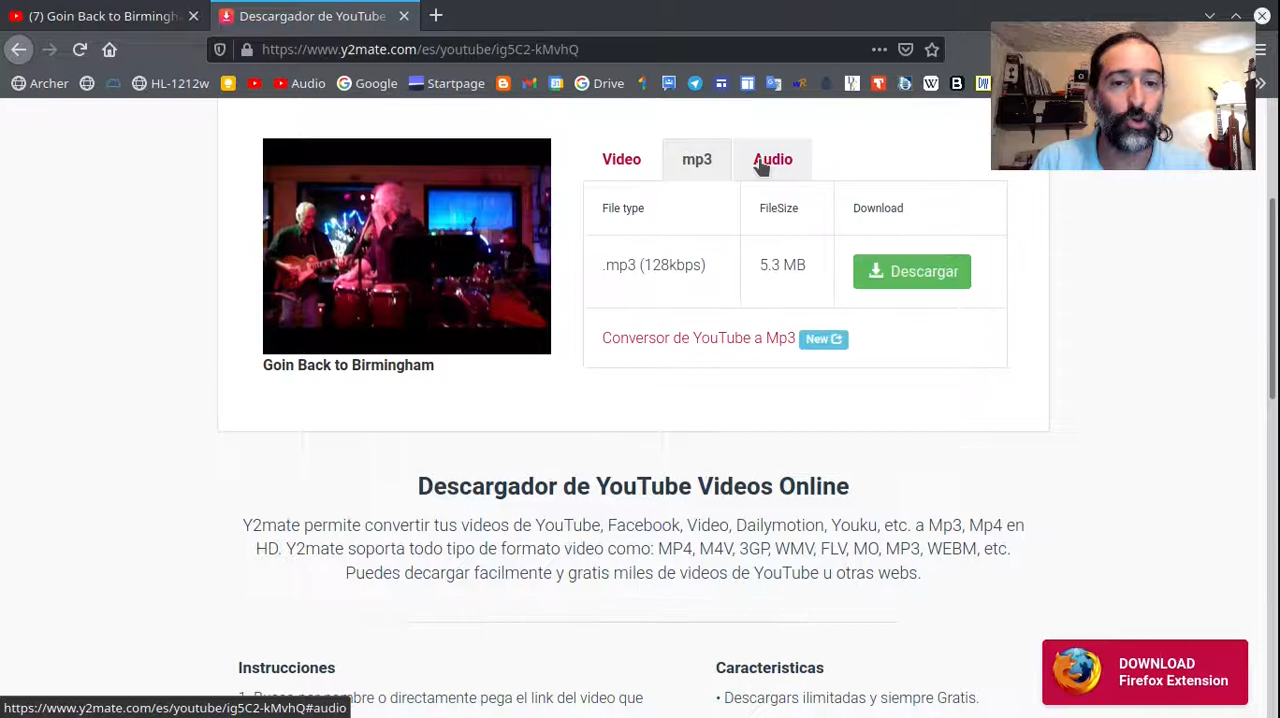 (7) Goin Back to Birmingh
Descargador de YouTube
https://www.y2mate.com/es/youtube/ig5C2-kMvhQ
Archer
HL-1212w
Audio
Google
Startpage
Drive
Video
mp3
Audio
File type
FileSize
Download
.mp3 (128kbps)
5.3 MB
Descargar
Conversor de YouTube a Mp3 New
Goin Back to Birmingham
Descargador de YouTube Videos Online
Y2mate permite convertir tus videos de YouTube, Facebook, Video, Dailymotion, Youku, etc. a Mp3, Mp4 en
HD. Y2mate soporta todo tipo de formato video como: MP4, M4V, 3GP, WMV, FLV, MO, MP3, WEBM, etc.
Puedes decargar facilmente y gratis miles de videos de YouTube u otras webs.
Instrucciones
Caracteristicas
1. Busca por nombre o directamente pega el link del video que
• Descargars ilimitadas y siempre Gratis.
DOWNLOAD
Firefox Extension
https://www.y2mate.com/es/youtube/ig5C2-kMvhQ#audio